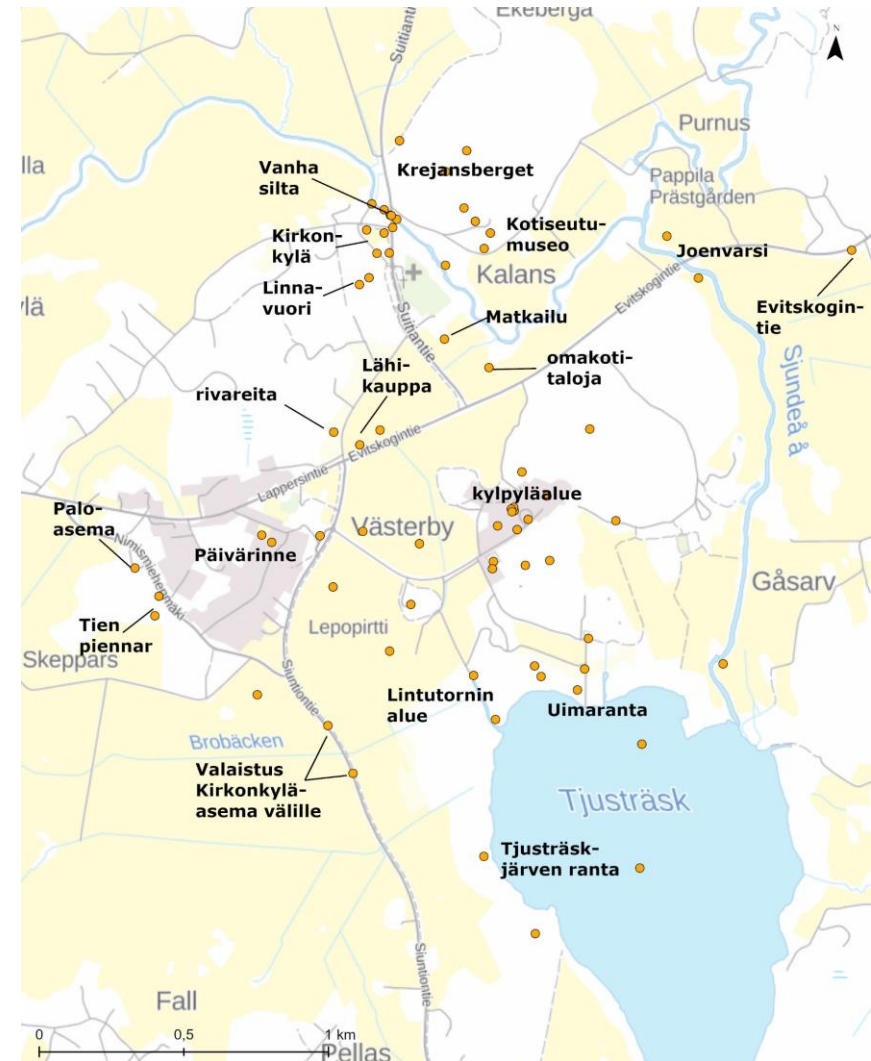 Ekeberga
Suitiantie
N
Purnus
lla
Vanha
silta
Krejansberget
Pappila
Prästgården
Kirkon-
kylä
Kotiseutu-
museo
Joenvarsi
Kalans
Linna-
vuori
ylä
Evitskogin-
tie
Evitskogintie
Suitiantie
Matkailu
Sjundeå å
Lähi-
kauppa
omakoti-
taloja
rivareita
Evitskogintie
Lappersintie
kylpyläalue
Palo-
asema
Västerby
Nimismiehenmäki
Päivärinne
Gåsarv
Tien
piennar
Lepopirtti
Skeppars
Siuntiontie
Lintutornin
alue
Uimaranta
Brobäcken
Valaistus
Kirkonkylä-
asema välille
Tjusträsk
Tjusträsk-
järven ranta
Siuntiontie
Fall
0 0,5 1 km
Pellas